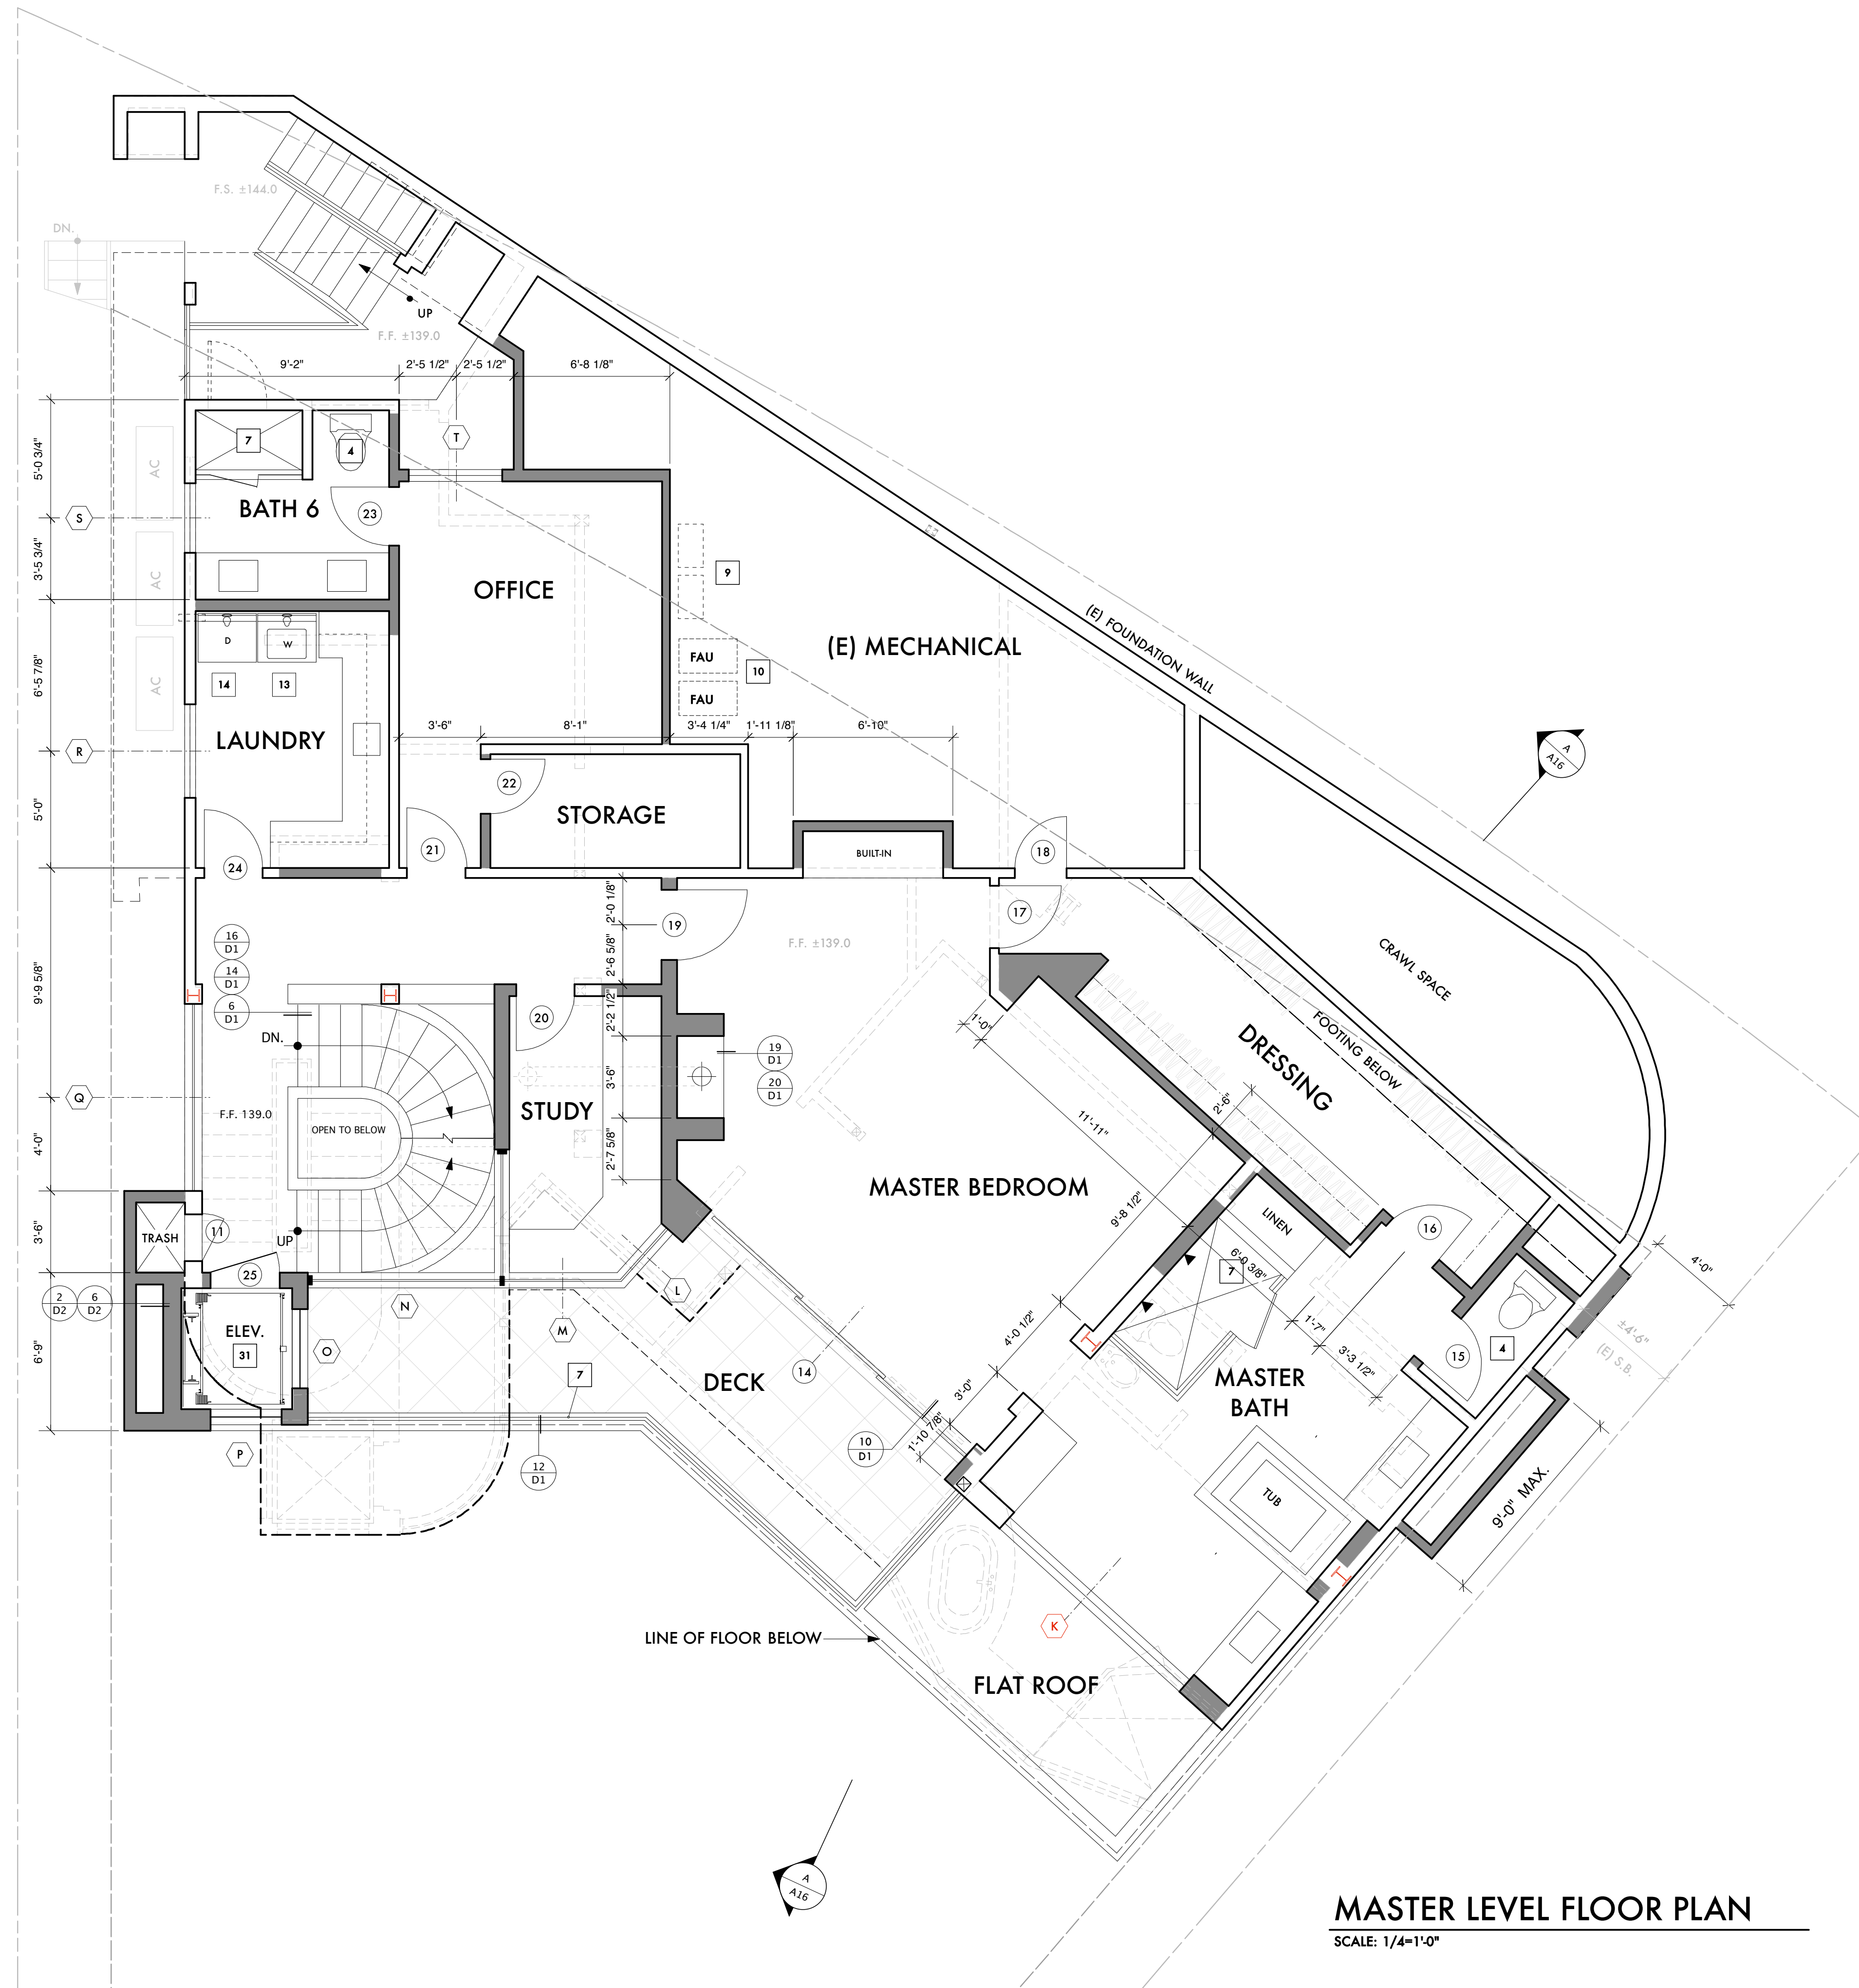 F.S. ±144.0
DN.
UP
F.F. ±139.0
9'-2"
2'-5 1/2"
2'-5 1/2"
6'-8 1/8"
5'-0 3/4"
AC
7
4
T
S
BATH 6
23
3'-5 3/4"
AC
OFFICE
9
(E) FOUNDATION WALL
D
W
(E) MECHANICAL
FAU
10
FAU
6'-5 7/8"
AC
14
13
LAUNDRY
R
3'-6"
8'-1"
3'-4 1/4"
1'-11 1/8"
6'-10"
A
A16
22
STORAGE
5'-0"
24
21
BUILT-IN
18
16
D1
14
D1
6
D1
2'-0 1/8"
19
17
F.F. ±139.0
2'-6 5/8"
CRAWL SPACE
9'-9 5/8"
DN.
20
2'-2 1/2"
1'-0"
19
D1
20
D1
FOOTING BELOW
DRESSING
Q
F.F. 139.0
OPEN TO BELOW
STUDY
3'-6"
2'-6"
11'-11"
4'-0"
2'-7 5/8"
MASTER BEDROOM
9'-8 1/2"
LINEN
16
3'-6"
TRASH
11
UP
25
6'-0 3/8"
7
4'-0"
2
D2
6
D2
N
L
M
6'-9"
ELEV.
31
O
4'-0 1/2"
1'-7"
3'-3 1/2"
15
4
±4'-6"
(E) S.B.
7
DECK
14
3'-0"
MASTER
BATH
1'-10 7/8"
P
12
D1
10
D1
TUB
9'-0" MAX.
K
LINE OF FLOOR BELOW
FLAT ROOF
A
A16
MASTER LEVEL FLOOR PLAN
SCALE: 1/4=1'-0"